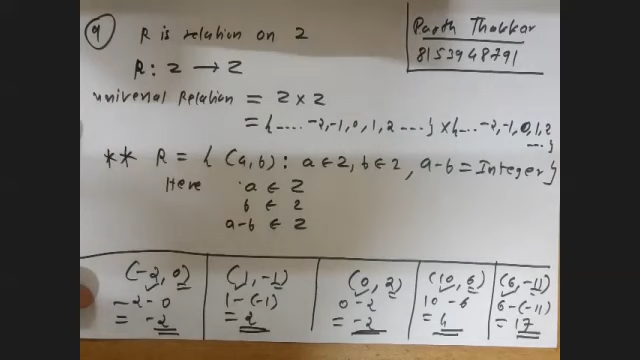 9 R is relation on Z
Parth Thakkar
8153948791
R : Z → Z
Universal Relation = Z × Z
= {.... -2, -1, 0, 1, 2 ....} × {... -2, -1, 0, 1, 2 ....}
** R = { (a, b) : a ∈ Z, b ∈ Z, a-b = Integer }
Here a ∈ Z
b ∈ Z
a-b ∈ Z
(-2, 0)
-2-0
= -2
(1, -1)
1-(-1)
= 2
(0, 2)
0-2
= -2
(10, 6)
10-6
= 4
(6, -11)
6-(-11)
= 17